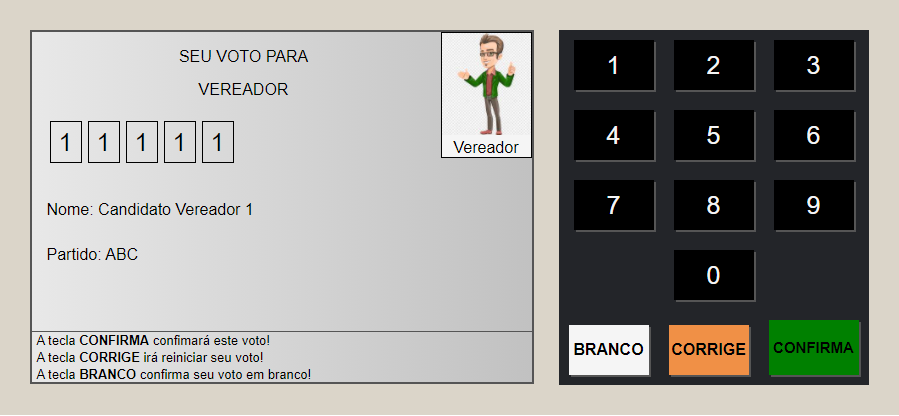 SEU VOTO PARA
VEREADOR
1 1 1 1 1
Vereador
Nome: Candidato Vereador 1
Partido: ABC
A tecla CONFIRMA confimará este voto!
A tecla CORRIGE irá reiniciar seu voto!
A tecla BRANCO confirma seu voto em branco!
1 2 3
4 5 6
7 8 9
0
BRANCO CORRIGE CONFIRMA